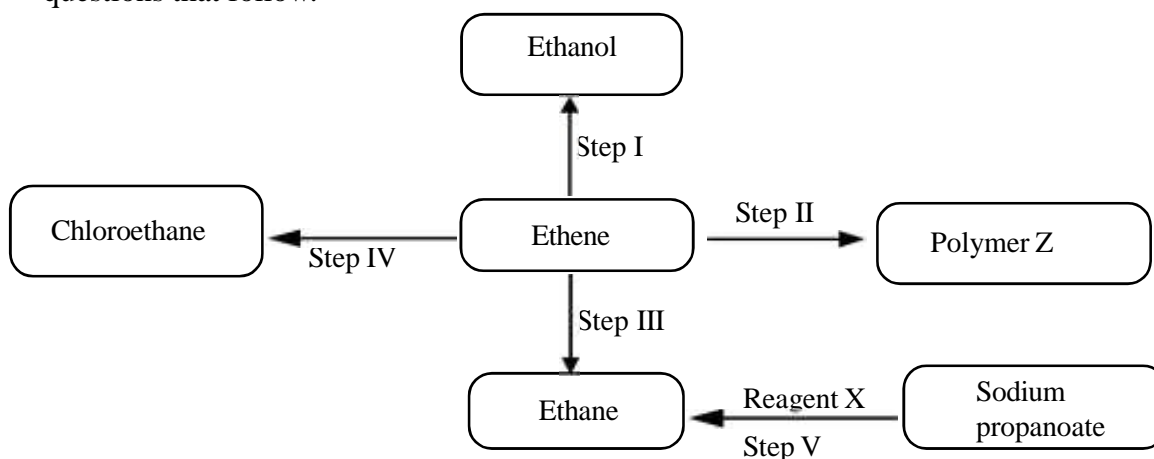 questions that follow.
Ethanol
Step I
Chloroethane
Step IV
Ethene
Step II
Polymer Z
Step III
Ethane
Reagent X
Step V
Sodium
propanoate